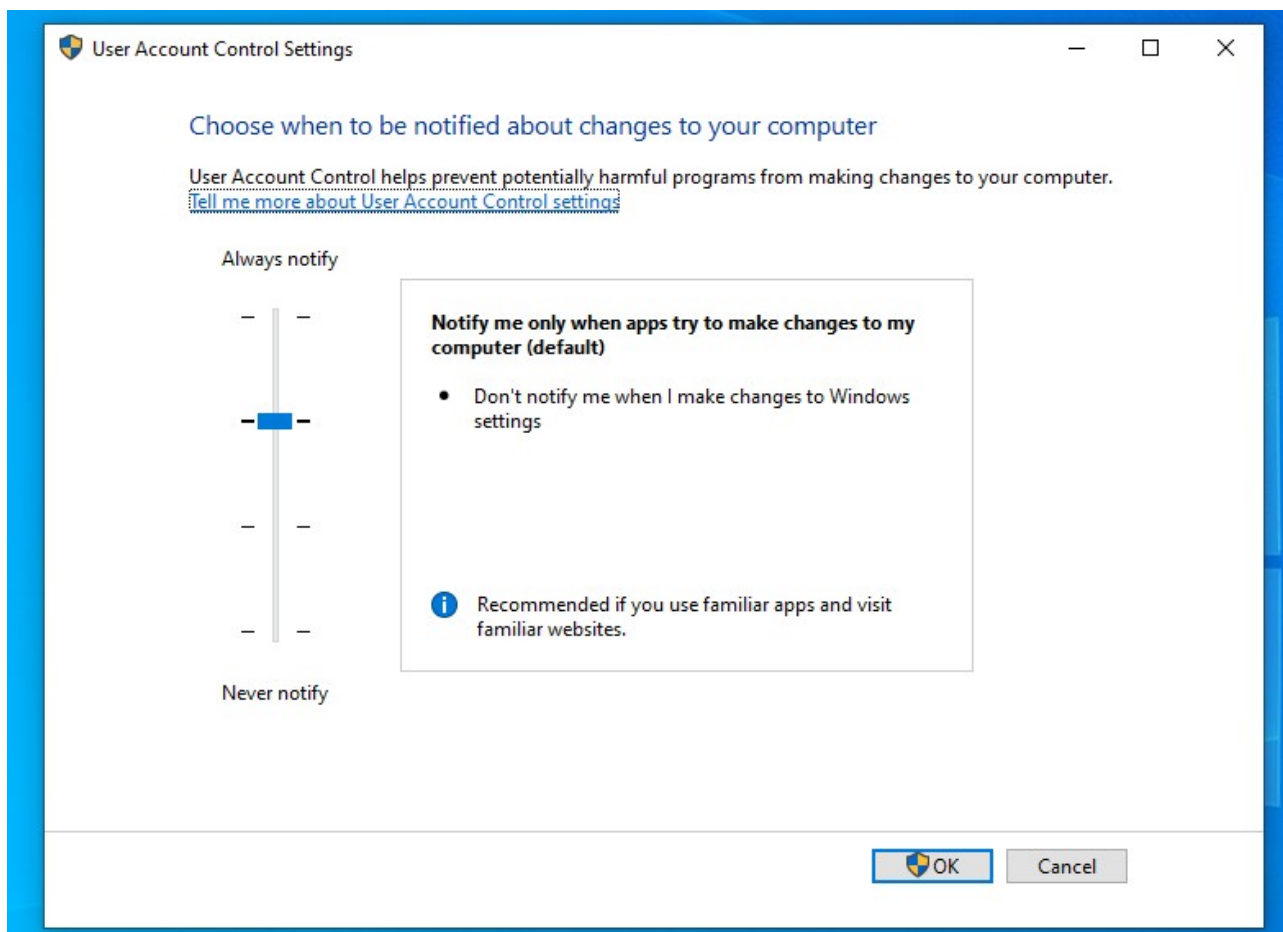 User Account Control Settings
Choose when to be notified about changes to your computer
User Account Control helps prevent potentially harmful programs from making changes to your computer.
Tell me more about User Account Control settings
Always notify
Notify me only when apps try to make changes to my
computer (default)
• Don't notify me when I make changes to Windows
settings
Recommended if you use familiar apps and visit
familiar websites.
Never notify
OK
Cancel